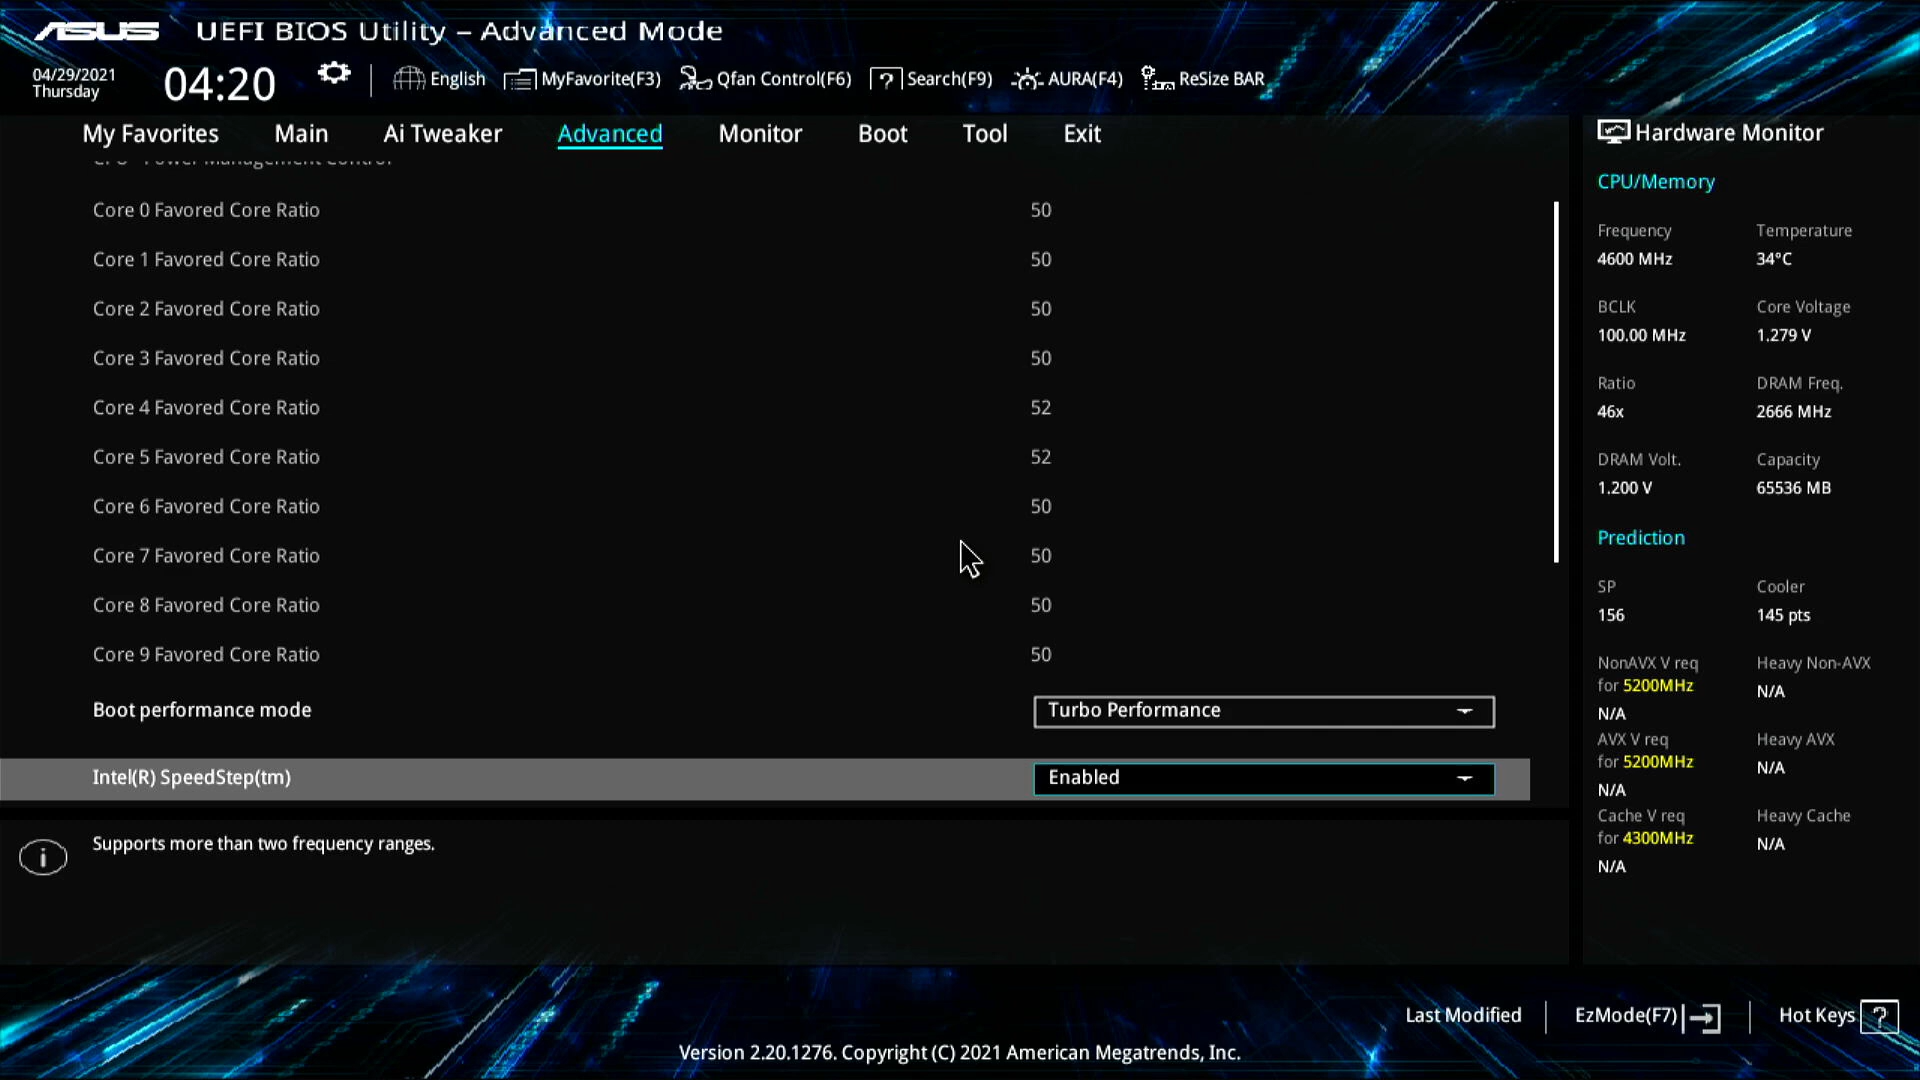 ASUS UEFI BIOS Utility – Advanced Mode
04/29/2021
Thursday
04:20
English
MyFavorite(F3)
Qfan Control(F6)
Search(F9)
AURA(F4)
ReSize BAR
My Favorites Main Ai Tweaker Advanced Monitor Boot Tool Exit
CPU - Power Management Control
Core 0 Favored Core Ratio 50
Core 1 Favored Core Ratio 50
Core 2 Favored Core Ratio 50
Core 3 Favored Core Ratio 50
Core 4 Favored Core Ratio 52
Core 5 Favored Core Ratio 52
Core 6 Favored Core Ratio 50
Core 7 Favored Core Ratio 50
Core 8 Favored Core Ratio 50
Core 9 Favored Core Ratio 50
Boot performance mode Turbo Performance
Intel(R) SpeedStep(tm) Enabled
i Supports more than two frequency ranges.
Hardware Monitor
CPU/Memory
Frequency Temperature
4600 MHz 34°C
BCLK Core Voltage
100.00 MHz 1.279 V
Ratio DRAM Freq.
46x 2666 MHz
DRAM Volt. Capacity
1.200 V 65536 MB
Prediction
SP Cooler
156 145 pts
NonAVX V req Heavy Non-AVX
for 5200MHz N/A
N/A
AVX V req Heavy AVX
for 5200MHz N/A
N/A
Cache V req Heavy Cache
for 4300MHz N/A
N/A
Last Modified EzMode(F7) Hot Keys ?
Version 2.20.1276. Copyright (C) 2021 American Megatrends, Inc.